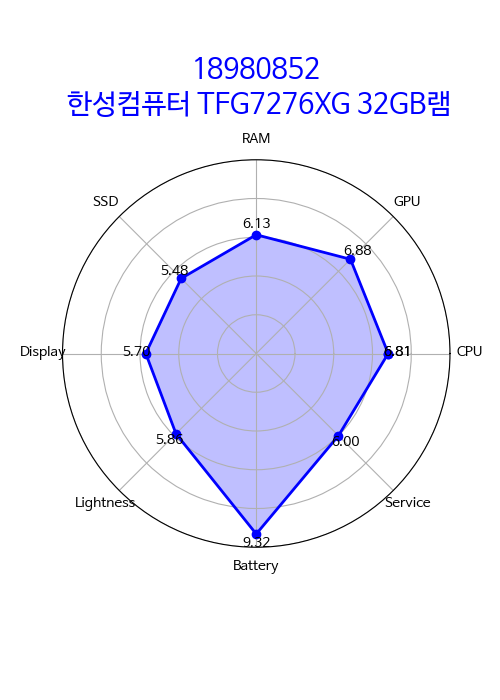 18980852
한성컴퓨터 TFG7276XG 32GB램
RAM
SSD
GPU
6.13
6.88
5.48
Display
5.70
6.81
CPU
5.86
6.00
Lightness
Service
9.32
Battery